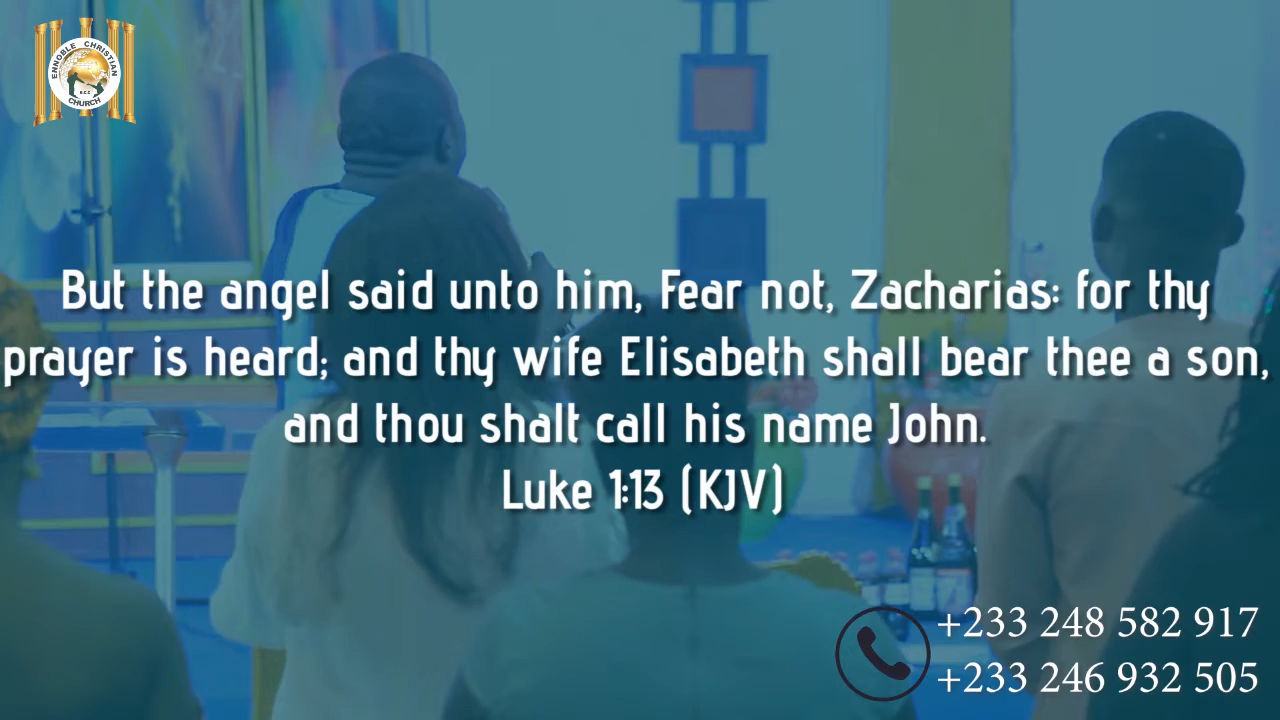 ENNOBLE CHRISTIAN
E.C.C
CHURCH
But the angel said unto him, Fear not, Zacharias: for thy
prayer is heard; and thy wife Elisabeth shall bear thee a son,
and thou shalt call his name John.
Luke 1:13 (KJV)
+233 248 582 917
+233 246 932 505